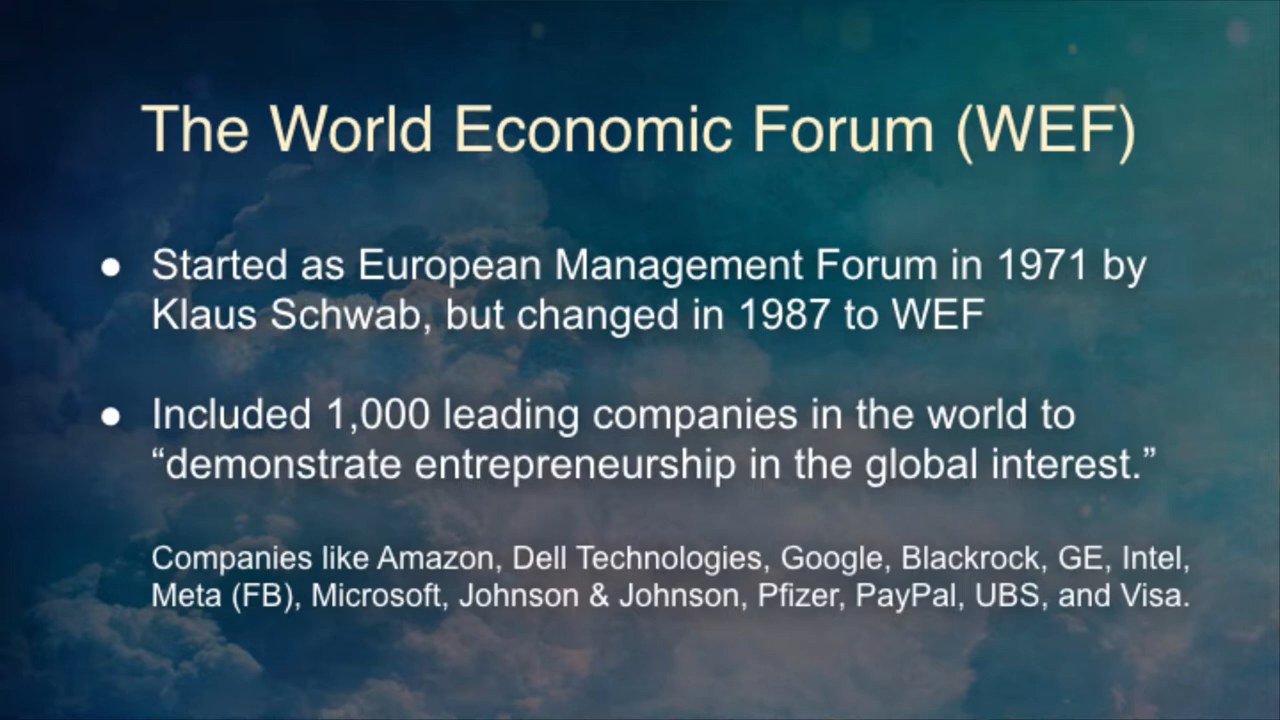 The World Economic Forum (WEF)
● Started as European Management Forum in 1971 by
Klaus Schwab, but changed in 1987 to WEF
● Included 1,000 leading companies in the world to
“demonstrate entrepreneurship in the global interest.”
Companies like Amazon, Dell Technologies, Google, Blackrock, GE, Intel,
Meta (FB), Microsoft, Johnson & Johnson, Pfizer, PayPal, UBS, and Visa.